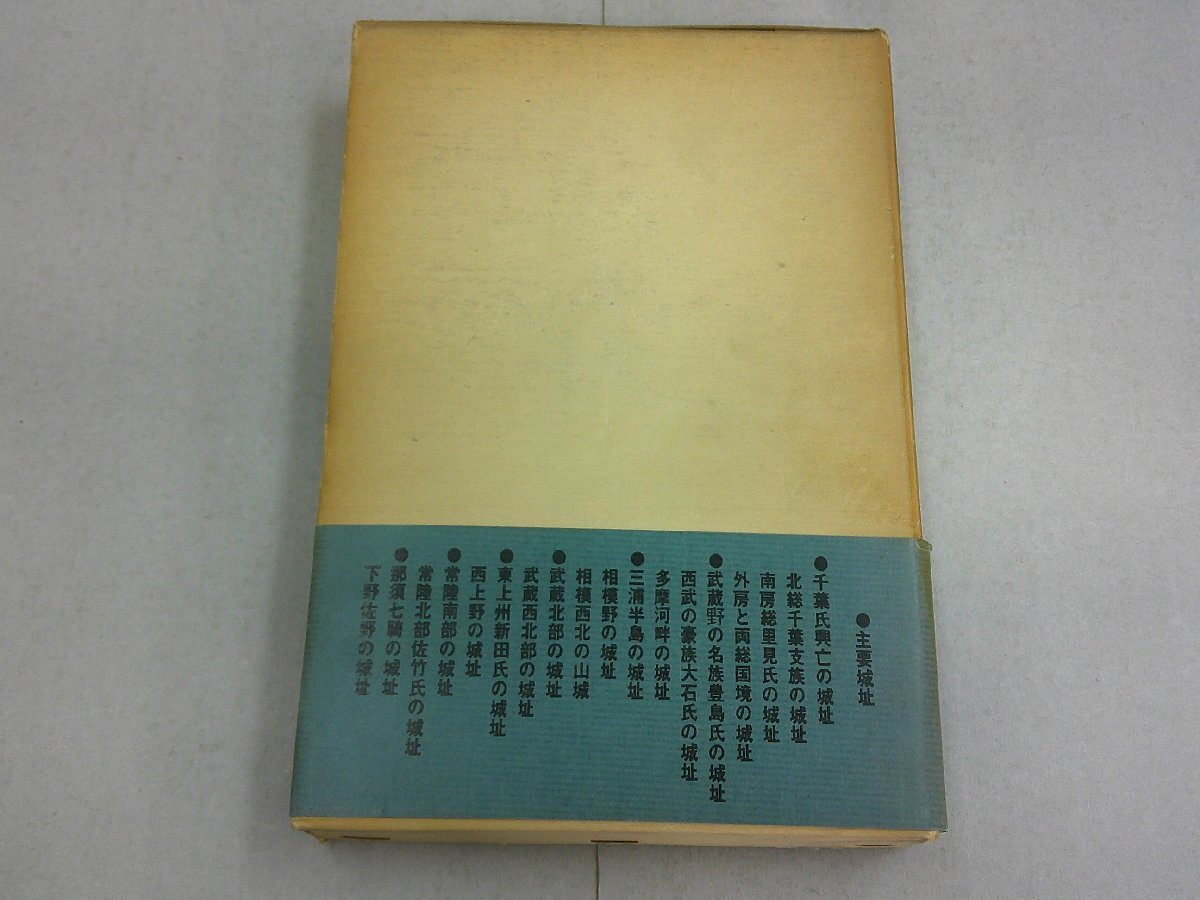 ●主要城址
●千葉氏興亡の城址
北総千葉支族の城址
南房総里見氏の城址
外房と両総国境の城址
●武蔵野の名族豊島氏の城址
西武の豪族大石氏の城址
多摩河畔の城址
●三浦半島の城址
相模野の城址
相模西北の山城
●武蔵北部の城址
武蔵西北部の城址
●東上州新田氏の城址
西上野の城址
●常陸南部の城址
常陸北部佐竹氏の城址
●那須七騎の城址
下野佐野の城址